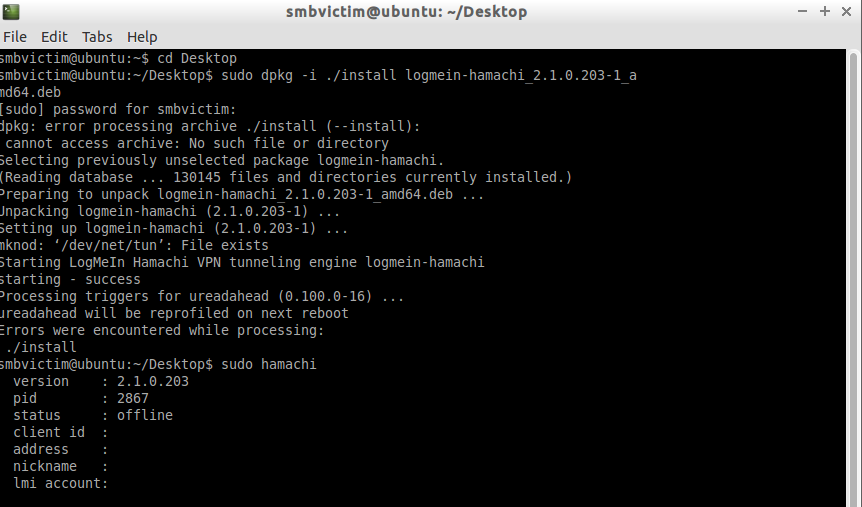 smbvictim@ubuntu: ~/Desktop
File Edit Tabs Help
smbvictim@ubuntu:~$ cd Desktop
smbvictim@ubuntu:~/Desktop$ sudo dpkg -i ./install logmein-hamachi_2.1.0.203-1_a
md64.deb
[sudo] password for smbvictim:
dpkg: error processing archive ./install (--install):
 cannot access archive: No such file or directory
Selecting previously unselected package logmein-hamachi.
(Reading database ... 130145 files and directories currently installed.)
Preparing to unpack logmein-hamachi_2.1.0.203-1_amd64.deb ...
Unpacking logmein-hamachi (2.1.0.203-1) ...
Setting up logmein-hamachi (2.1.0.203-1) ...
mknod: ‘/dev/net/tun’: File exists
Starting LogMeIn Hamachi VPN tunneling engine logmein-hamachi
starting - success
Processing triggers for ureadahead (0.100.0-16) ...
ureadahead will be reprofiled on next reboot
Errors were encountered while processing:
 ./install
smbvictim@ubuntu:~/Desktop$ sudo hamachi
  version    : 2.1.0.203
  pid        : 2867
  status     : offline
  client id  :
  address    :
  nickname   :
  lmi account: